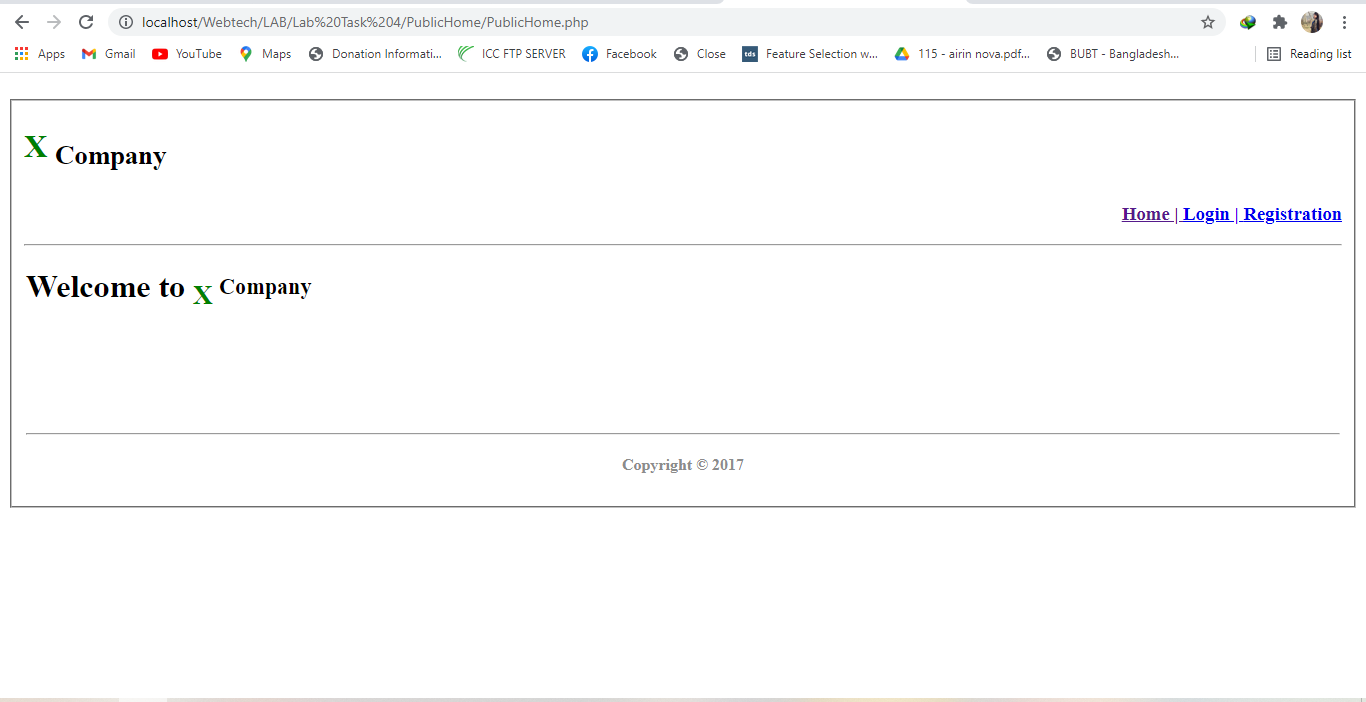 localhost/Webtech/LAB/Lab%20Task%204/PublicHome/PublicHome.php
Apps Gmail YouTube Maps Donation Informati... ICC FTP SERVER Facebook Close tds Feature Selection w... 115 - airin nova.pdf... BUBT - Bangladesh... Reading list
X Company
Home | Login | Registration
Welcome to X Company
Copyright © 2017